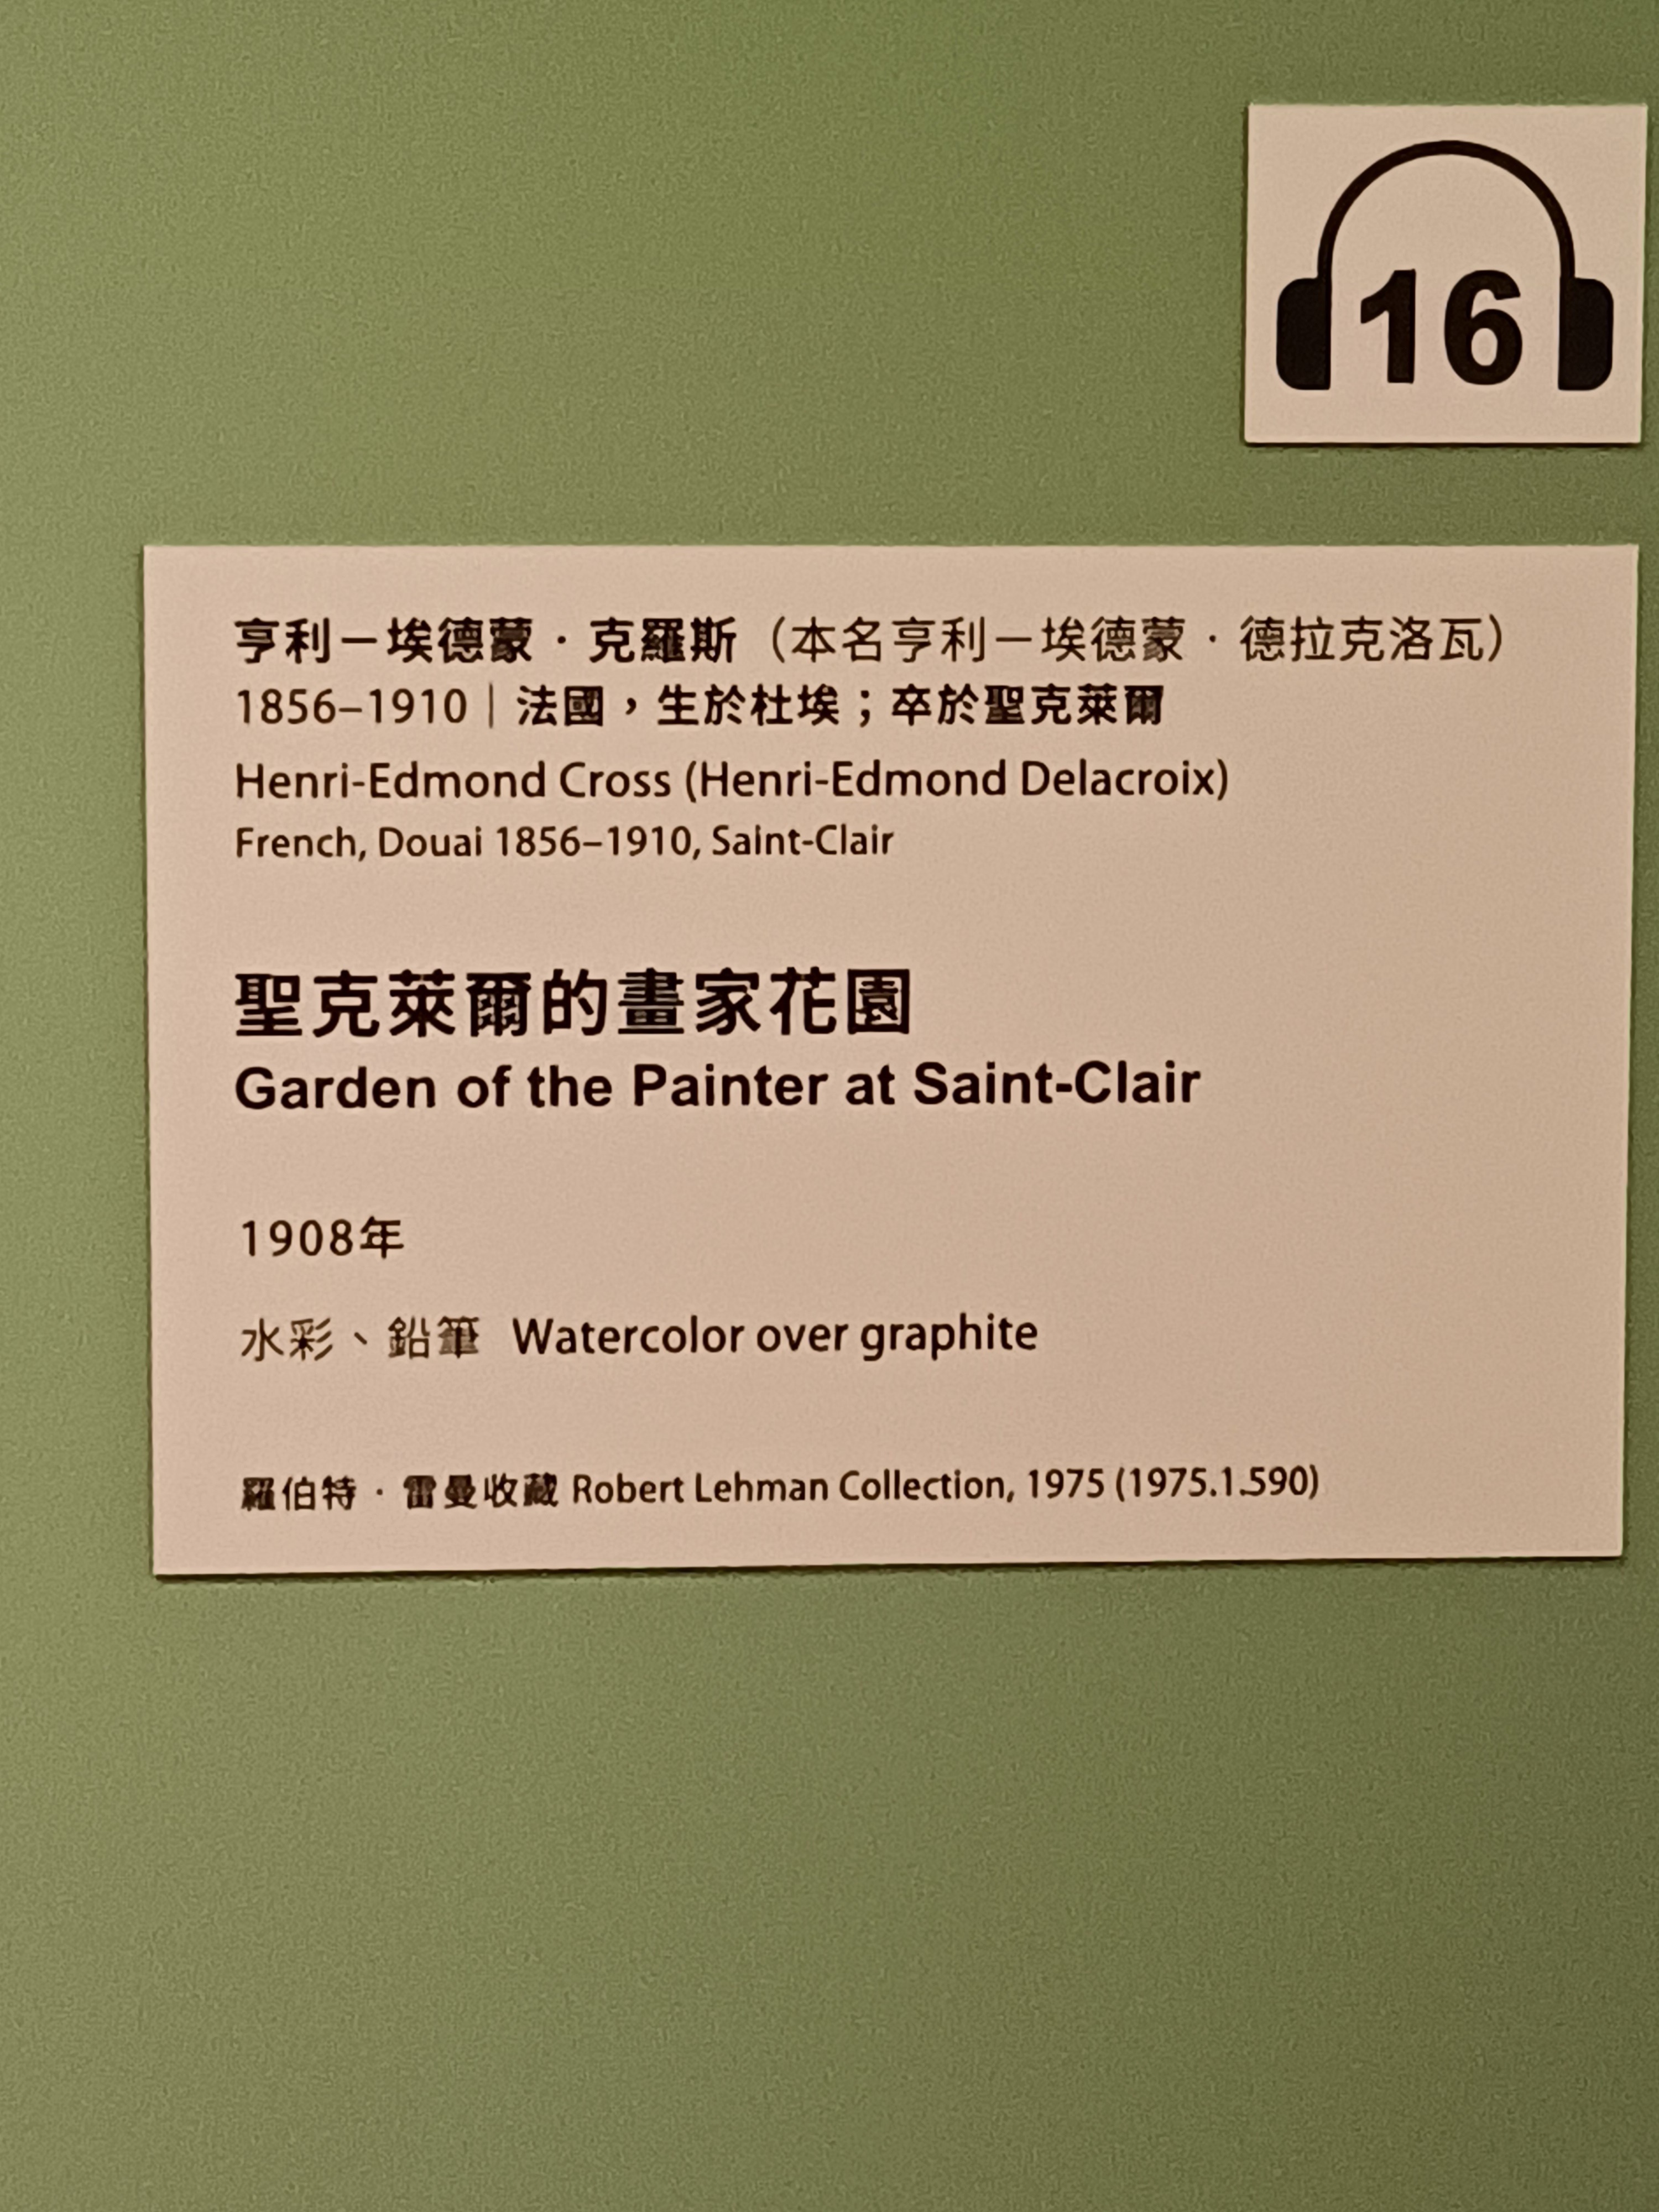 16
亨利－埃德蒙．克羅斯（本名亨利－埃德蒙．德拉克洛瓦）
1856–1910｜法國，生於杜埃；卒於聖克萊爾
Henri-Edmond Cross (Henri-Edmond Delacroix)
French, Douai 1856–1910, Saint-Clair
聖克萊爾的畫家花園
Garden of the Painter at Saint-Clair
1908年
水彩、鉛筆 Watercolor over graphite
羅伯特．雷曼收藏 Robert Lehman Collection, 1975 (1975.1.590)